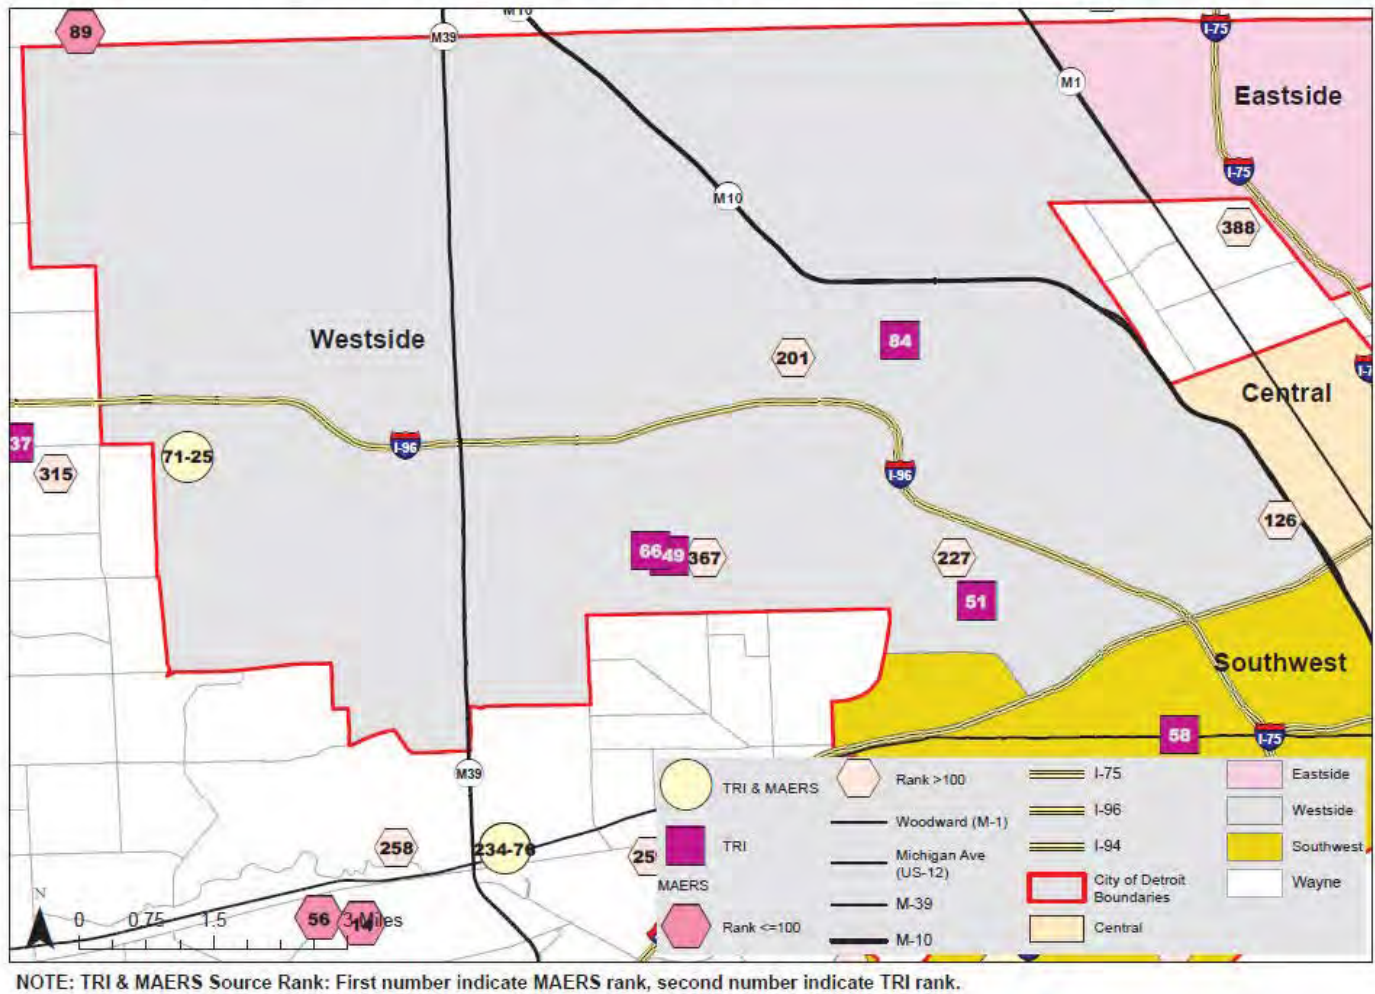 M10
89
M39
I-75
M1
Eastside
I-75
M10
388
Westside
84
201
Central
37
71-25
I-96
315
I-96
126
66
49
367
227
51
Southwest
58
I-75
M39
TRI & MAERS
Rank >100
I-75
Eastside
Woodward (M-1)
I-96
Westside
TRI
Michigan Ave
(US-12)
I-94
Southwest
258
234-76
MAERS
M-39
City of Detroit
Boundaries
Wayne
N
0 0.75 1.5 3 Miles
56
14
Rank <=100
M-10
Central
NOTE: TRI & MAERS Source Rank: First number indicate MAERS rank, second number indicate TRI rank.